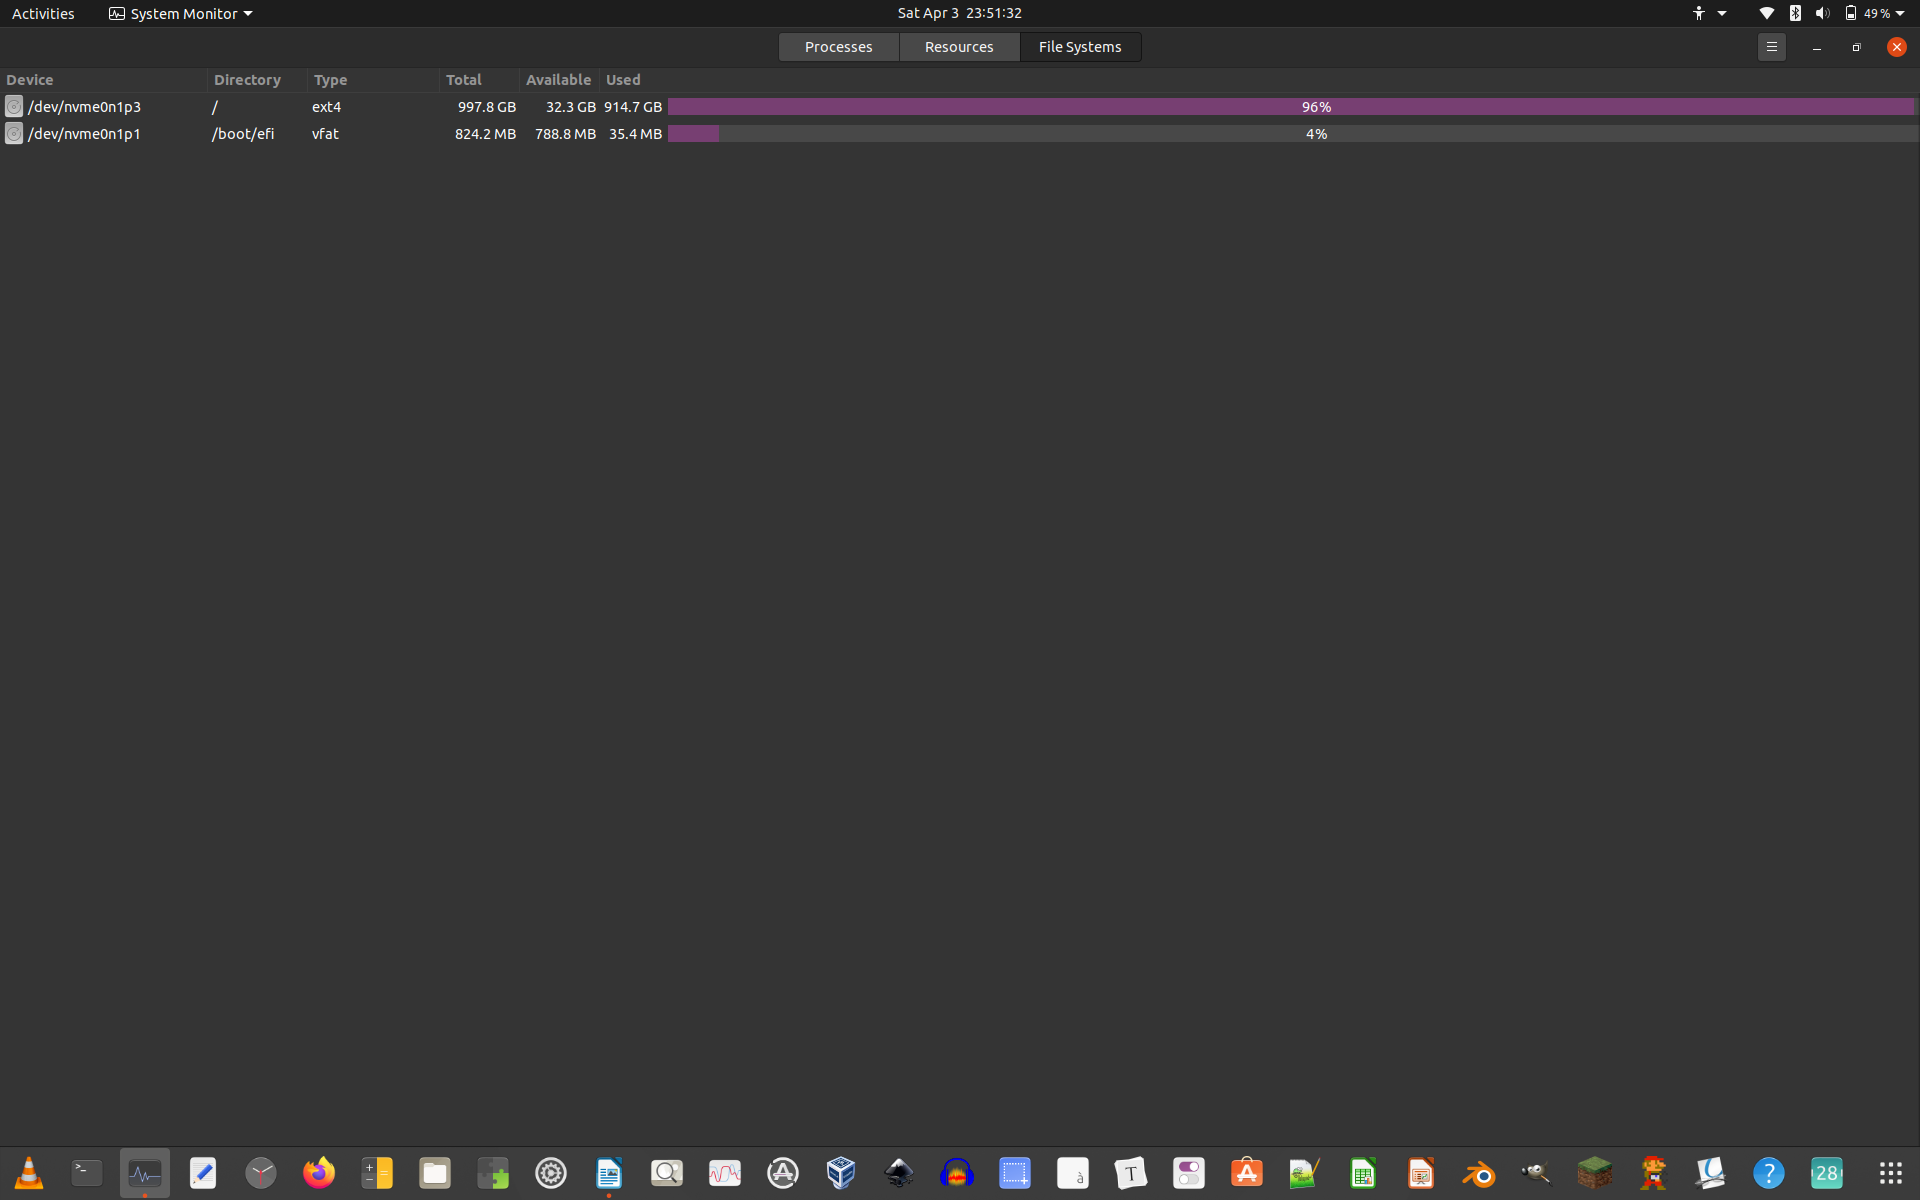 Activities System Monitor Sat Apr 3 23:51:32 49 %
Processes Resources File Systems
Device Directory Type Total Available Used
/dev/nvme0n1p3 / ext4 997.8 GB 32.3 GB 914.7 GB 96%
/dev/nvme0n1p1 /boot/efi vfat 824.2 MB 788.8 MB 35.4 MB 4%
>_ + − à T ? 28